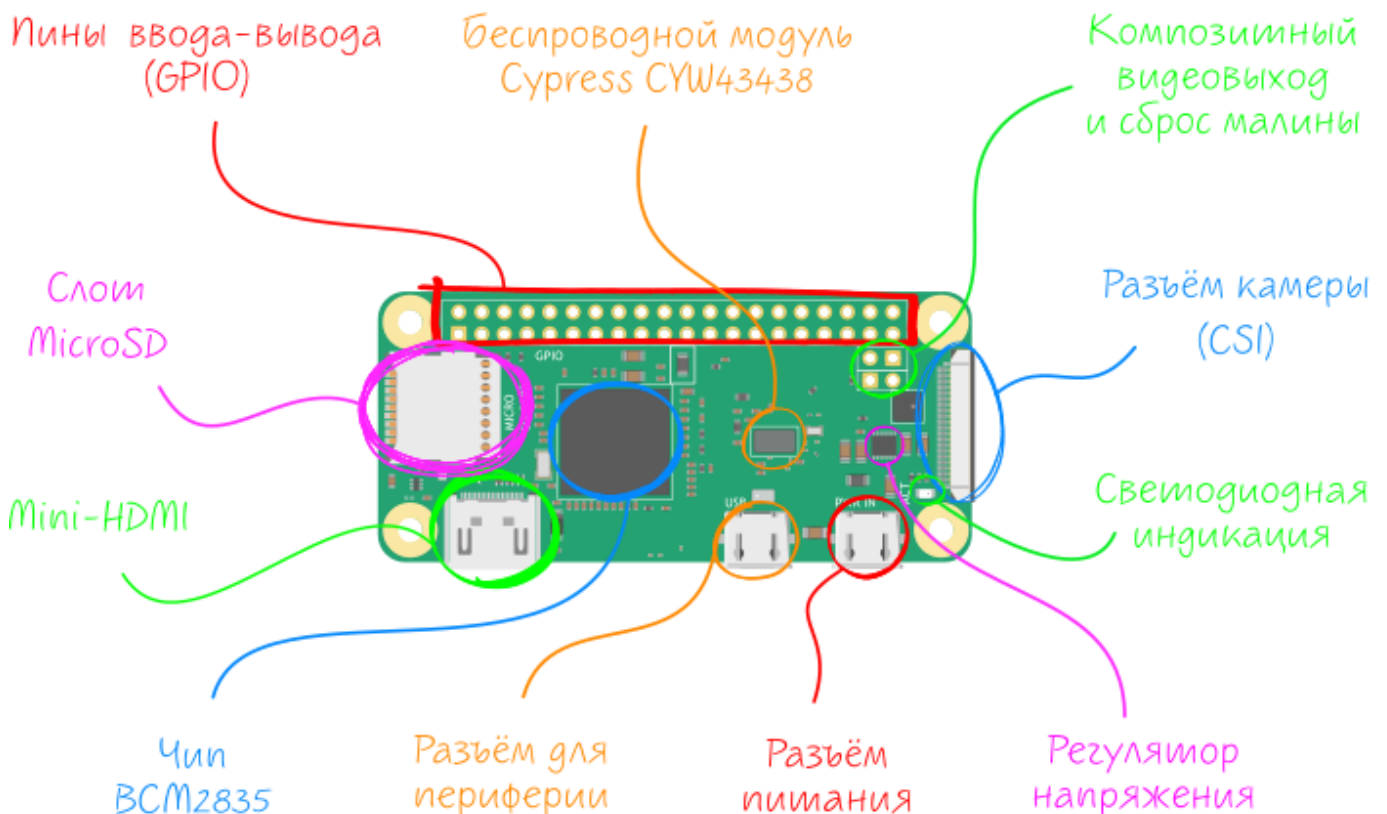 Пины ввода-вывода
(GPIO)
Беспроводной модуль
Cypress CYW43438
Композитный
видеовыход
и сброс малины
Слот
MicroSD
Разъём камеры
(CSI)
GPIO
MICRO
Mini-HDMI
USB
PWR IN
ACT
Светодиодная
индикация
Чип
BCM2835
Разъём для
периферии
Разъём
питания
Регулятор
напряжения